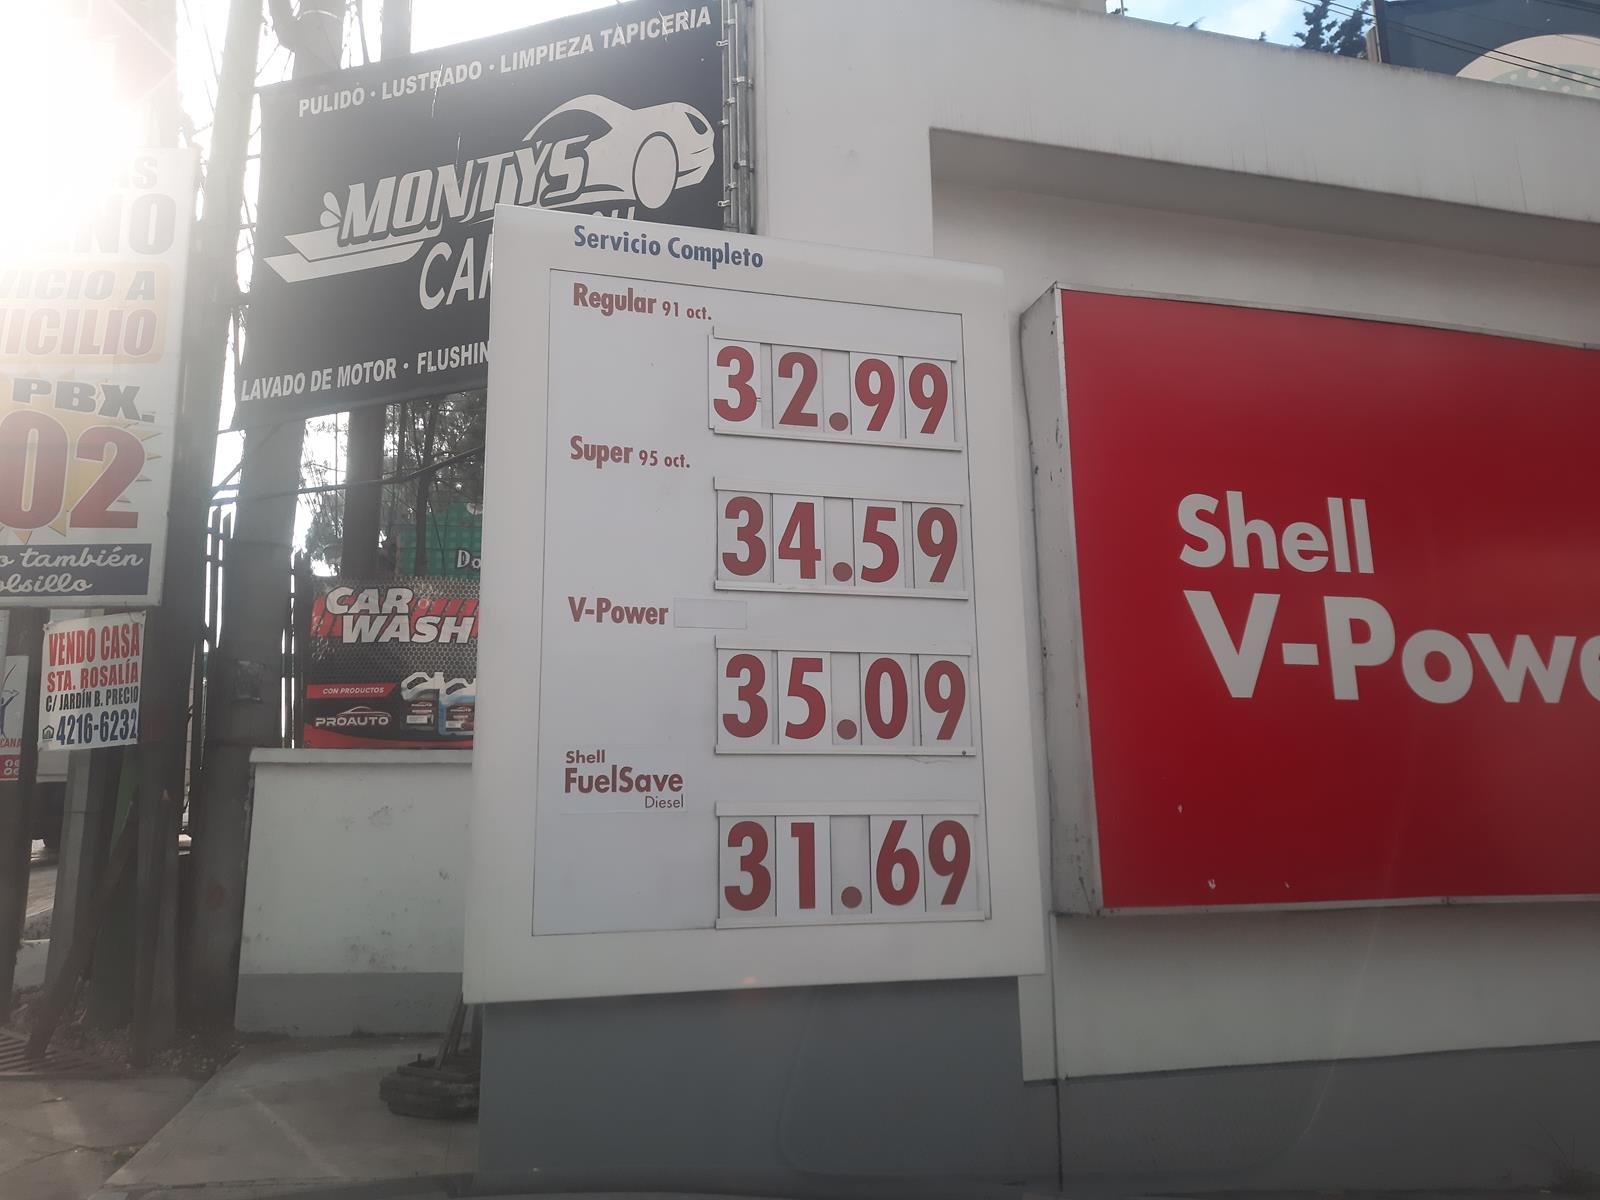 PULIDO · LUSTRADO · LIMPIEZA TAPICERIA
MONTYS
LAVADO DE MOTOR ·
PBX.
02
también
VENDO CASA
STA. ROSALÍA
C/ JARDÍN B. PRECIO
4216-6232
CAR
WASH
CON PRODUCTOS
PROAUTO
Servicio Completo
Regular 91 oct.
32.99
Super 95 oct.
34.59
V-Power
35.09
Shell
FuelSave
Diesel
31.69
Shell